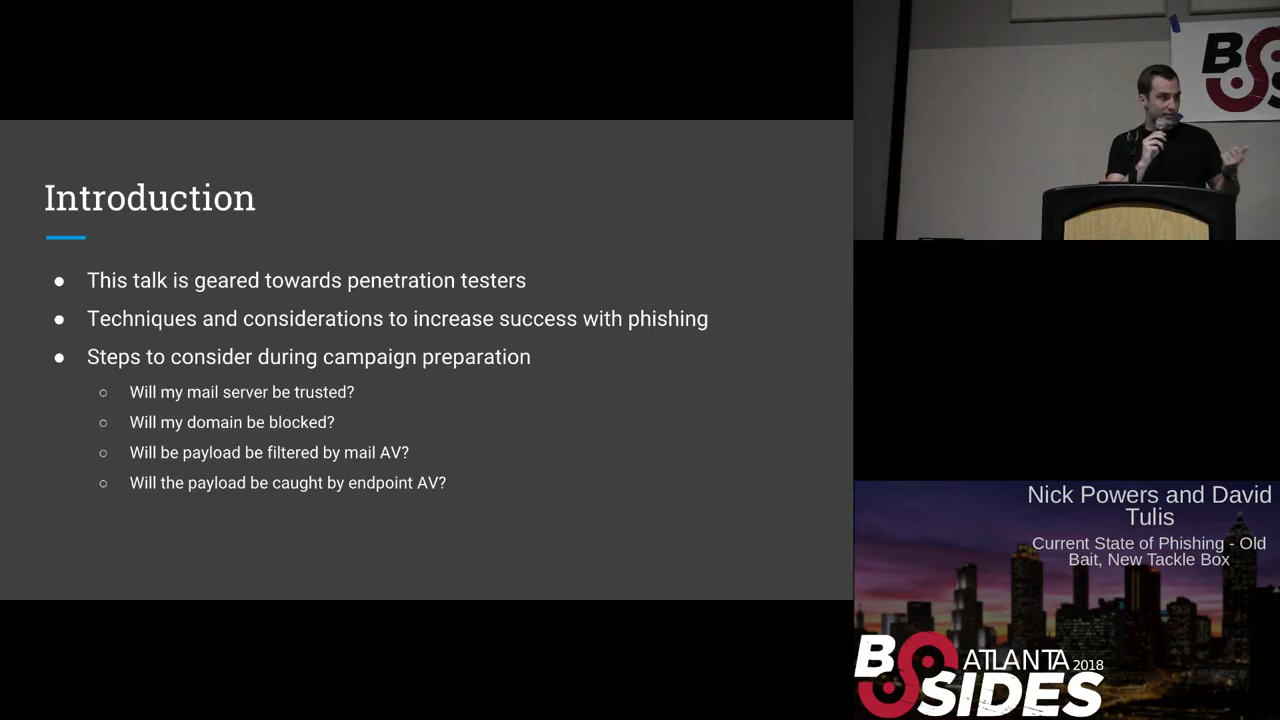 Introduction
● This talk is geared towards penetration testers
● Techniques and considerations to increase success with phishing
● Steps to consider during campaign preparation
○ Will my mail server be trusted?
○ Will my domain be blocked?
○ Will be payload be filtered by mail AV?
○ Will the payload be caught by endpoint AV?
BS
Nick Powers and David
Tulis
Current State of Phishing - Old
Bait, New Tackle Box
BSIDES
ATLANTA 2018